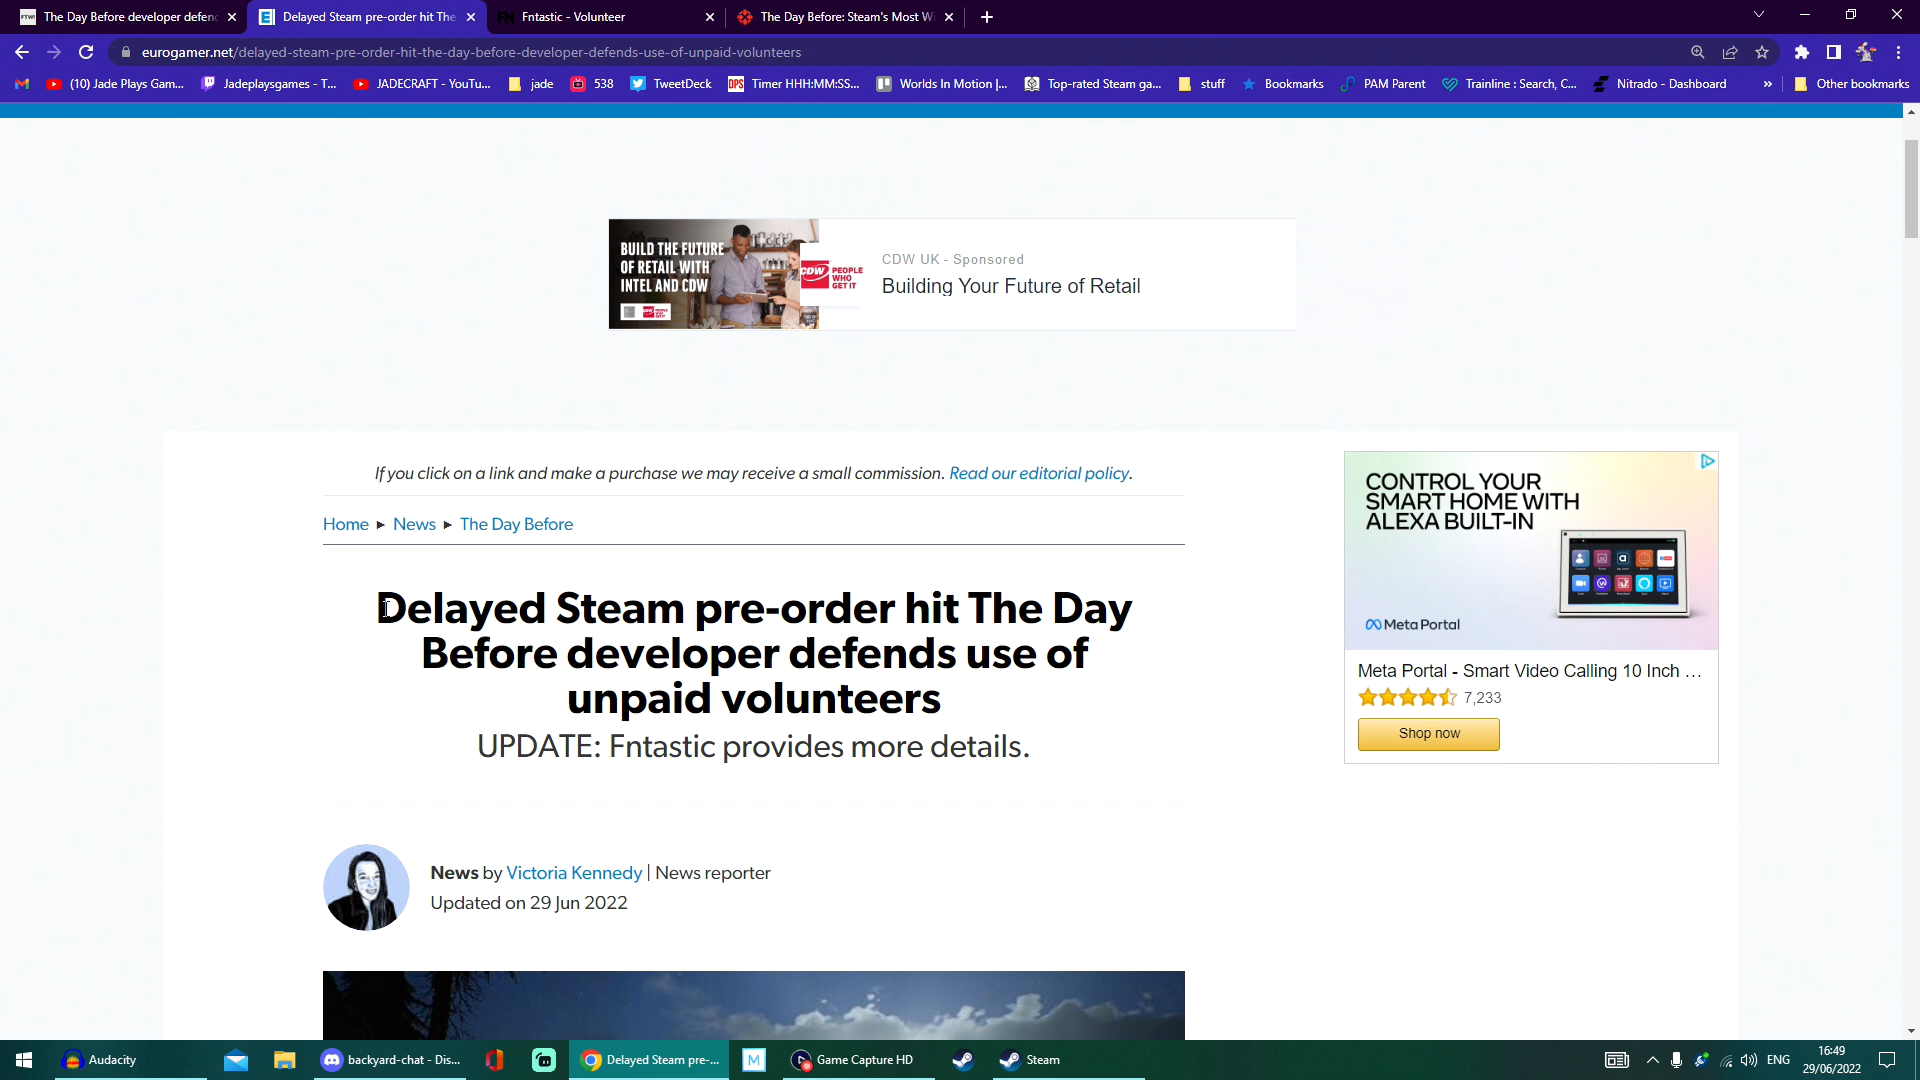 FTW!
The Day Before developer defen
Delayed Steam pre-order hit The
FN
Fntastic - Volunteer
The Day Before: Steam's Most Wi
eurogamer.net/delayed-steam-pre-order-hit-the-day-before-developer-defends-use-of-unpaid-volunteers
(10) Jade Plays Gam...
Jadeplaysgames - T...
JADECRAFT - YouTu...
jade
538
TweetDeck
DPS
Timer HHH:MM:SS...
Worlds In Motion |...
Top-rated Steam ga...
stuff
Bookmarks
PAM Parent
Trainline : Search, C...
Nitrado - Dashboard
»
Other bookmarks
BUILD THE FUTURE
OF RETAIL WITH
INTEL AND CDW
CDW PEOPLE
WHO
GET IT
CDW UK - Sponsored
Building Your Future of Retail
If you click on a link and make a purchase we may receive a small commission. Read our editorial policy.
Home ▸ News ▸ The Day Before
Delayed Steam pre-order hit The Day
Before developer defends use of
unpaid volunteers
UPDATE: Fntastic provides more details.
News by Victoria Kennedy | News reporter
Updated on 29 Jun 2022
CONTROL YOUR
SMART HOME WITH
ALEXA BUILT-IN
Meta Portal
Meta Portal - Smart Video Calling 10 Inch ...
7,233
Shop now
Audacity
backyard-chat - Dis...
Delayed Steam pre-...
M
Game Capture HD
Steam
ENG
16:49
29/06/2022